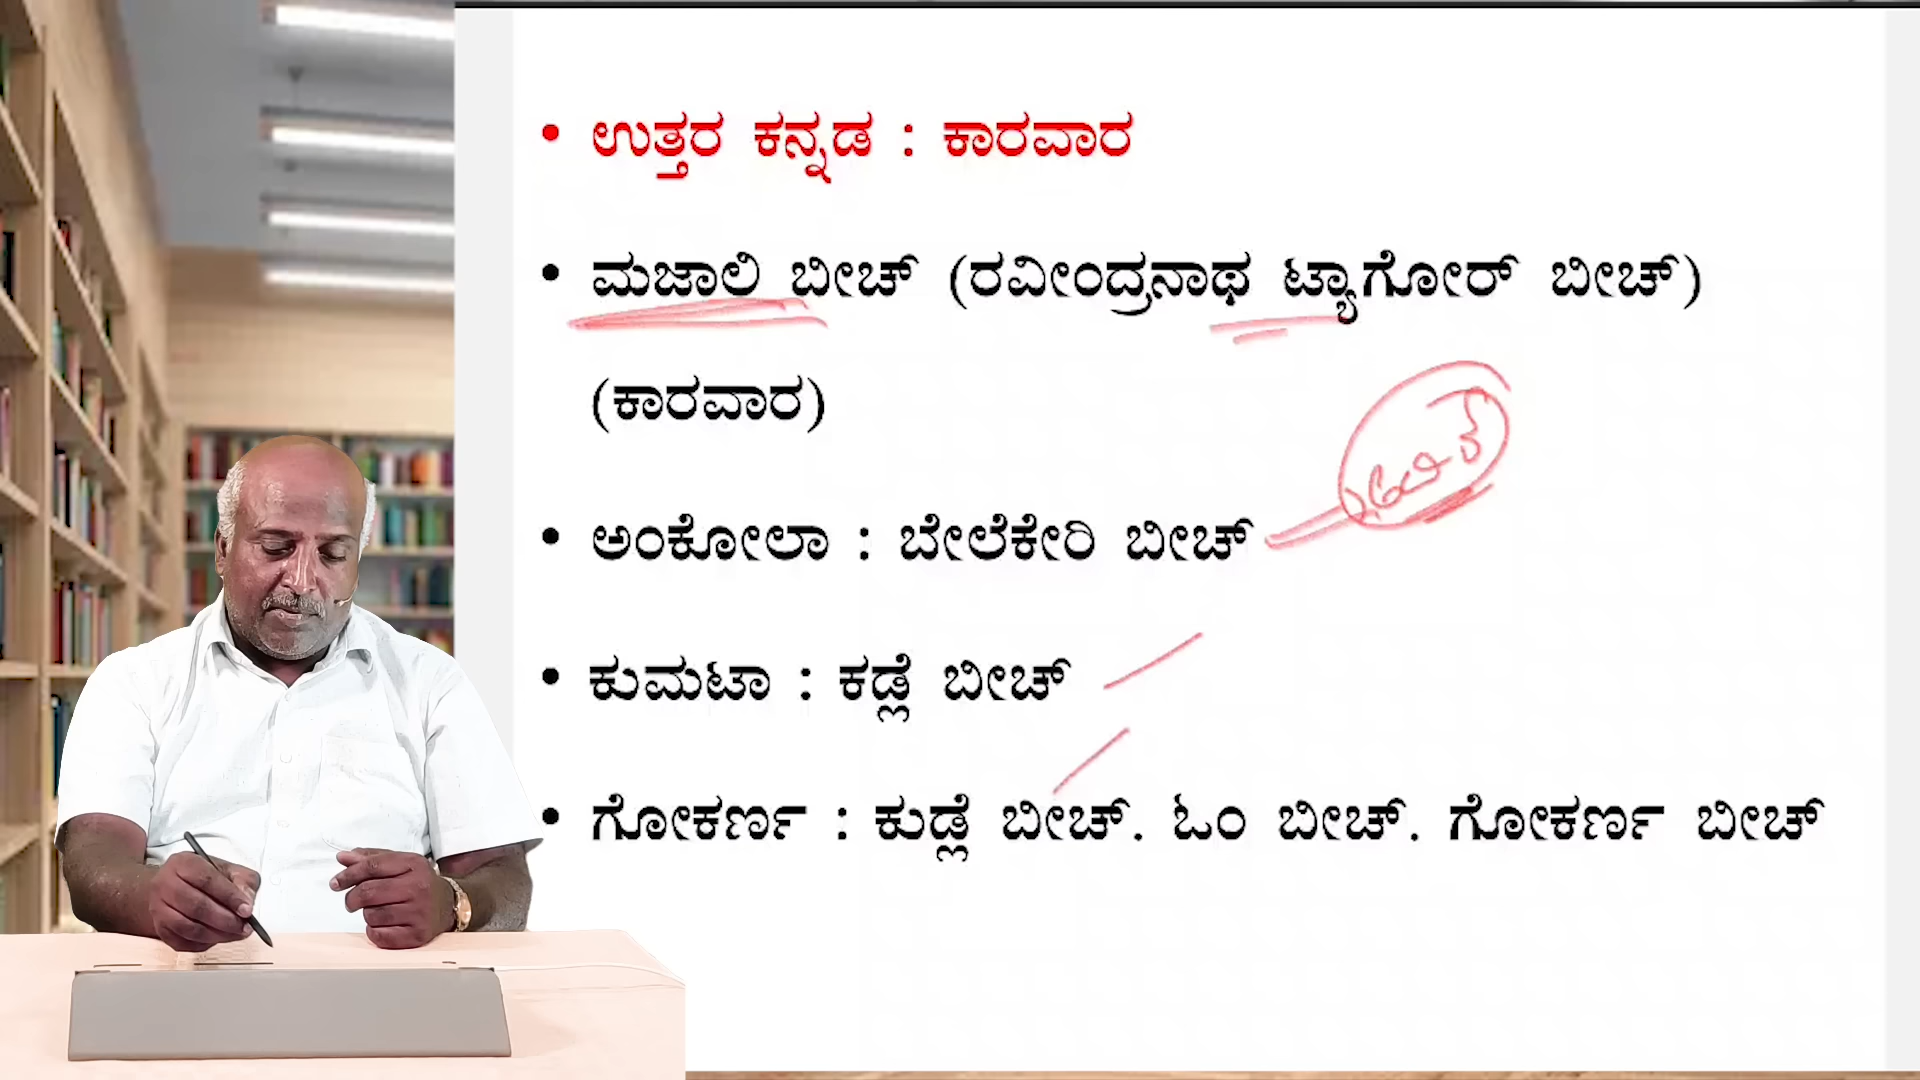 • ಉತ್ತರ ಕನ್ನಡ : ಕಾರವಾರ
• ಮಜಾಲಿ ಬೀಚ್ (ರವೀಂದ್ರನಾಥ ಟ್ಯಾಗೋರ್ ಬೀಚ್)
(ಕಾರವಾರ)
• ಅಂಕೋಲಾ : ಬೇಲೆಕೇರಿ ಬೀಚ್
• ಕುಮಟಾ : ಕಡ್ಲೆ ಬೀಚ್
• ಗೋಕರ್ಣ : ಕುಡ್ಲೆ ಬೀಚ್. ಓಂ ಬೀಚ್. ಗೋಕರ್ಣ ಬೀಚ್